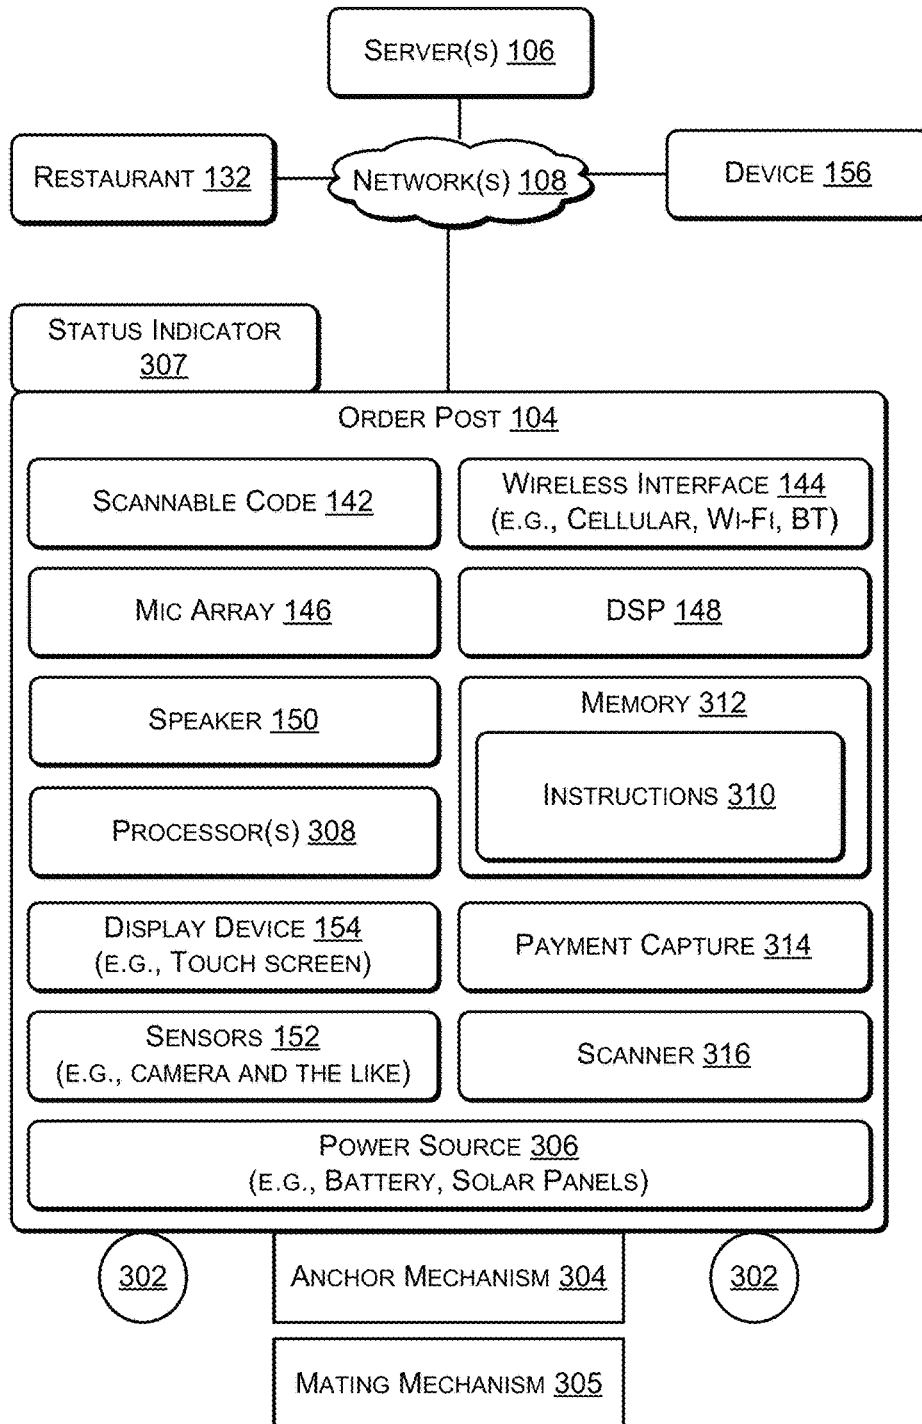 SERVER(S) 106
RESTAURANT 132
NETWORK(S) 108
DEVICE 156
STATUS INDICATOR
307
ORDER POST 104
SCANNABLE CODE 142
WIRELESS INTERFACE 144
(E.G., CELLULAR, WI-FI, BT)
MIC ARRAY 146
DSP 148
SPEAKER 150
MEMORY 312
INSTRUCTIONS 310
PROCESSOR(S) 308
DISPLAY DEVICE 154
(E.G., TOUCH SCREEN)
PAYMENT CAPTURE 314
SENSORS 152
(E.G., CAMERA AND THE LIKE)
SCANNER 316
POWER SOURCE 306
(E.G., BATTERY, SOLAR PANELS)
302
ANCHOR MECHANISM 304
302
MATING MECHANISM 305